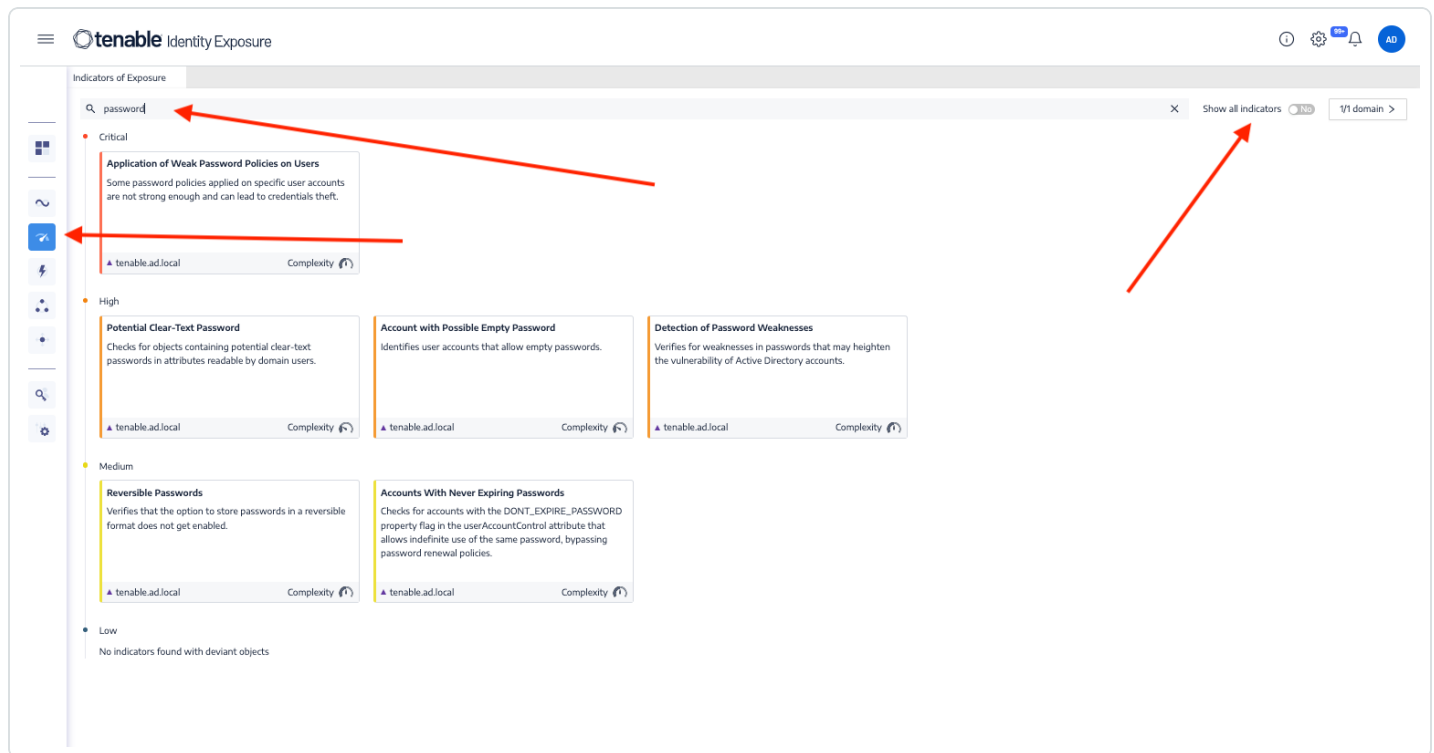 tenable Identity Exposure
99+
AD
Indicators of Exposure
password
Show all indicators
No
1/1 domain >
Critical
Application of Weak Password Policies on Users
Some password policies applied on specific user accounts
are not strong enough and can lead to credentials theft.
tenable.ad.local Complexity
High
Potential Clear-Text Password
Checks for objects containing potential clear-text
passwords in attributes readable by domain users.
tenable.ad.local Complexity
Account with Possible Empty Password
Identifies user accounts that allow empty passwords.
tenable.ad.local Complexity
Detection of Password Weaknesses
Verifies for weaknesses in passwords that may heighten
the vulnerability of Active Directory accounts.
tenable.ad.local Complexity
Medium
Reversible Passwords
Verifies that the option to store passwords in a reversible
format does not get enabled.
tenable.ad.local Complexity
Accounts With Never Expiring Passwords
Checks for accounts with the DONT_EXPIRE_PASSWORD
property flag in the userAccountControl attribute that
allows indefinite use of the same password, bypassing
password renewal policies.
tenable.ad.local Complexity
Low
No indicators found with deviant objects